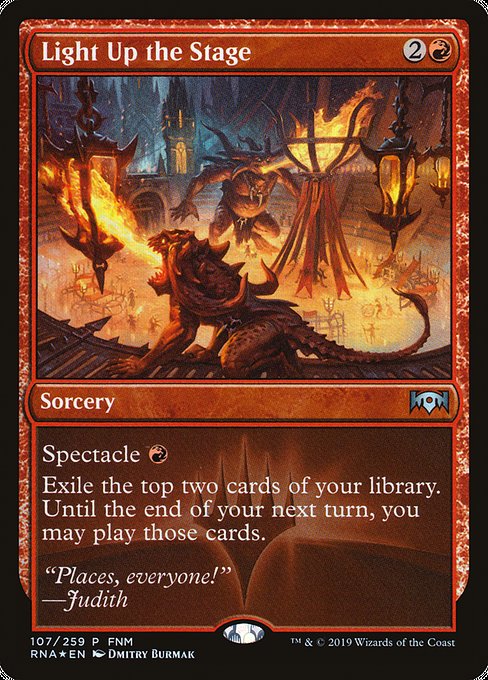 Light Up the Stage 2
Sorcery
Spectacle
Exile the top two cards of your library.
Until the end of your next turn, you
may play those cards.
“Places, everyone!”
—Judith
107/259 P FNM
RNA★EN Dmitry Burmak
™ & © 2019 Wizards of the Coast